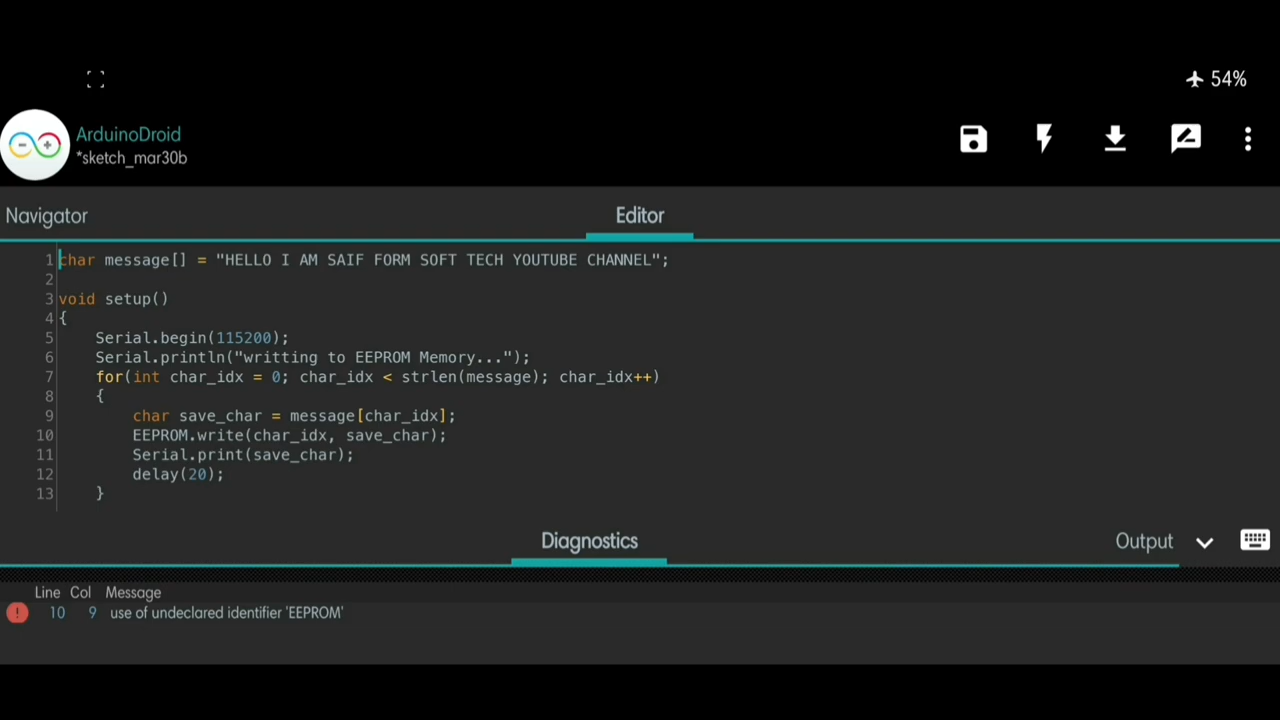 54%
ArduinoDroid
*sketch_mar30b
Navigator
Editor
1 char message[] = "HELLO I AM SAIF FORM SOFT TECH YOUTUBE CHANNEL";
2
3 void setup()
4 {
5     Serial.begin(115200);
6     Serial.println("writting to EEPROM Memory...");
7     for(int char_idx = 0; char_idx < strlen(message); char_idx++)
8     {
9         char save_char = message[char_idx];
10         EEPROM.write(char_idx, save_char);
11         Serial.print(save_char);
12         delay(20);
13     }
Diagnostics
Output
Line Col Message
10 9 use of undeclared identifier 'EEPROM'